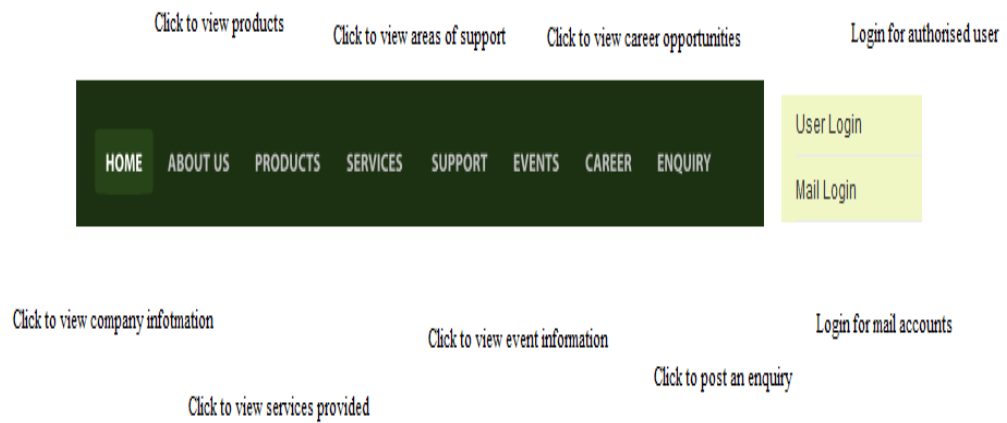 Click to view products
Click to view areas of support
Click to view career opportunities
Login for authorised user
HOME ABOUT US PRODUCTS SERVICES SUPPORT EVENTS CAREER ENQUIRY
User Login
Mail Login
Click to view company infotmation
Click to view event information
Login for mail accounts
Click to post an enquiry
Click to view services provided